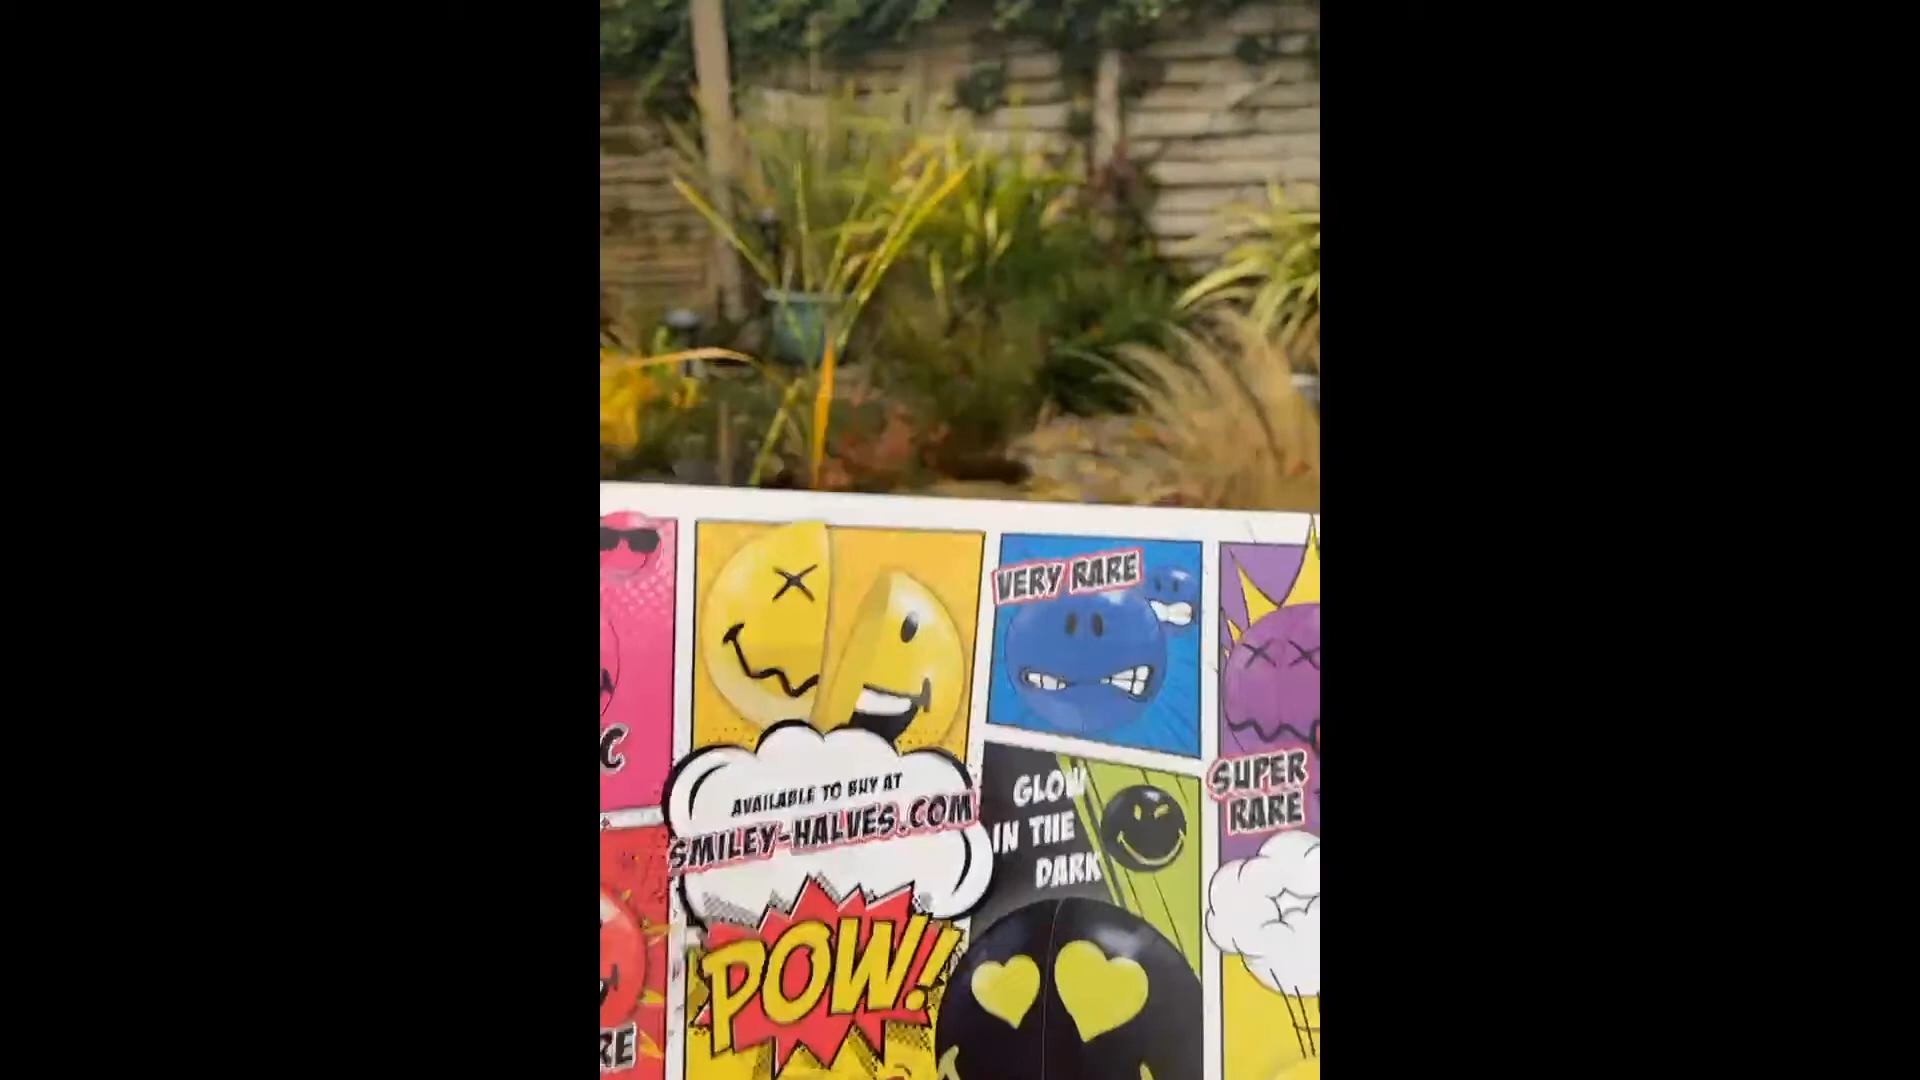 VERY RARE
AVAILABLE TO BUY AT
SMILEY-HALVES.COM
GLOW
IN THE
DARK
SUPER
RARE
POW!